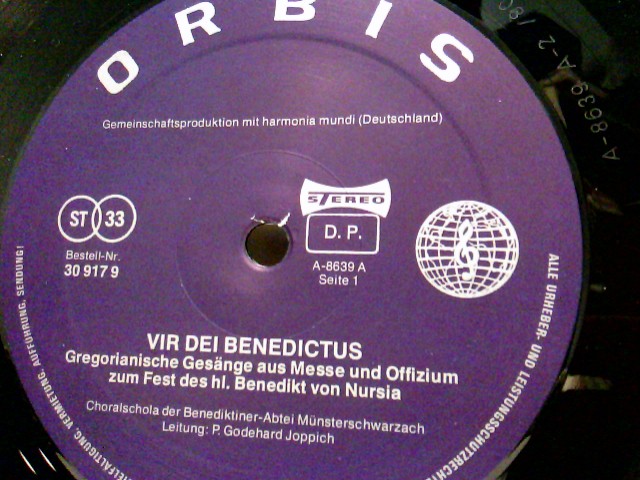 ORBIS
Gemeinschaftsproduktion mit harmonia mundi (Deutschland)
ST 33
Bestell-Nr.
30 917 9
STEREO
D. P.
A-8639 A
Seite 1
VIR DEI BENEDICTUS
Gregorianische Gesänge aus Messe und Offizium
zum Fest des hl. Benedikt von Nursia
Choralschola der Benediktiner-Abtei Münsterschwarzach
Leitung: P. Godehard Joppich
ALLE URHEBER- UND LEISTUNGSSCHUTZRECHTE
VERMIETUNG, AUFFÜHRUNG, SENDUNG!
A-8639 A-2